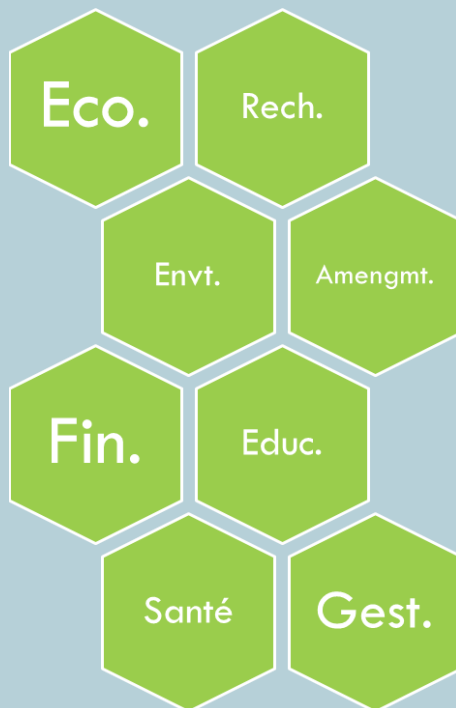 Eco.
Rech.
Envt.
Amengmt.
Fin.
Educ.
Santé
Gest.